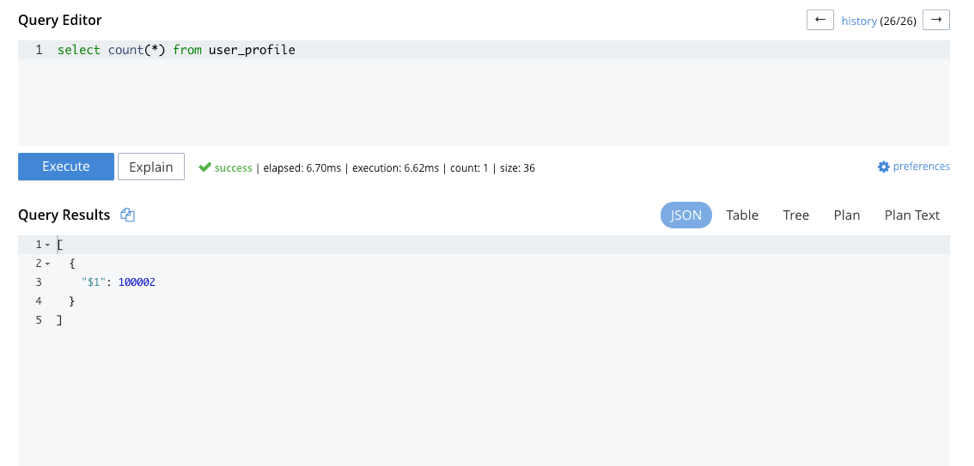 Query Editor
← history (26/26) →
1 select count(*) from user_profile
Execute Explain success | elapsed: 6.70ms | execution: 6.62ms | count: 1 | size: 36 preferences
Query Results JSON Table Tree Plan Plan Text
1 [
2 {
3 "$1": 100002
4 }
5 ]